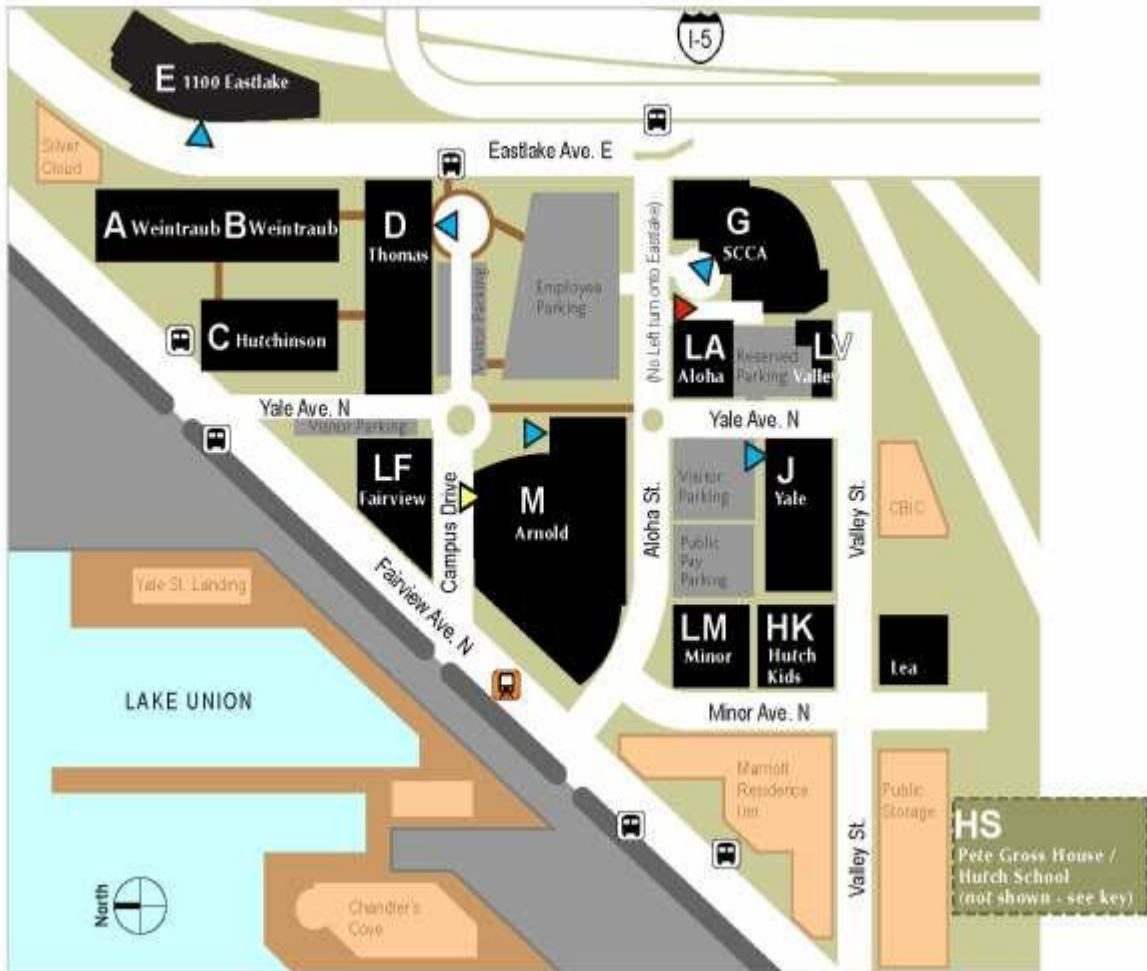 I-5
E 1100 Eastlake
Silver
Cloud
Eastlake Ave. E
A Weintraub B Weintraub
D
Thomas
G
SCCA
(No Left turn onto Eastlake)
Employee
Parking
Visitor Parking
C Hutchinson
LA
Aloha
Reserved
Parking
LV
Valley
Yale Ave. N
Yale Ave. N
Visitor Parking
LF
Fairview
Campus Drive
M
Arnold
Aloha St.
Visitor
Parking
J
Yale
Valley St.
CBIC
Public
Pay
Parking
Fairview Ave. N
Yale St. Landing
LM
Minor
HK
Hutch
Kids
Lea
LAKE UNION
Minor Ave. N
Marriott
Residence
Inn
Public
Storage
Valley St.
HS
Pete Gross House /
Hutch School
(not shown - see key)
North
Chandler's
Cove